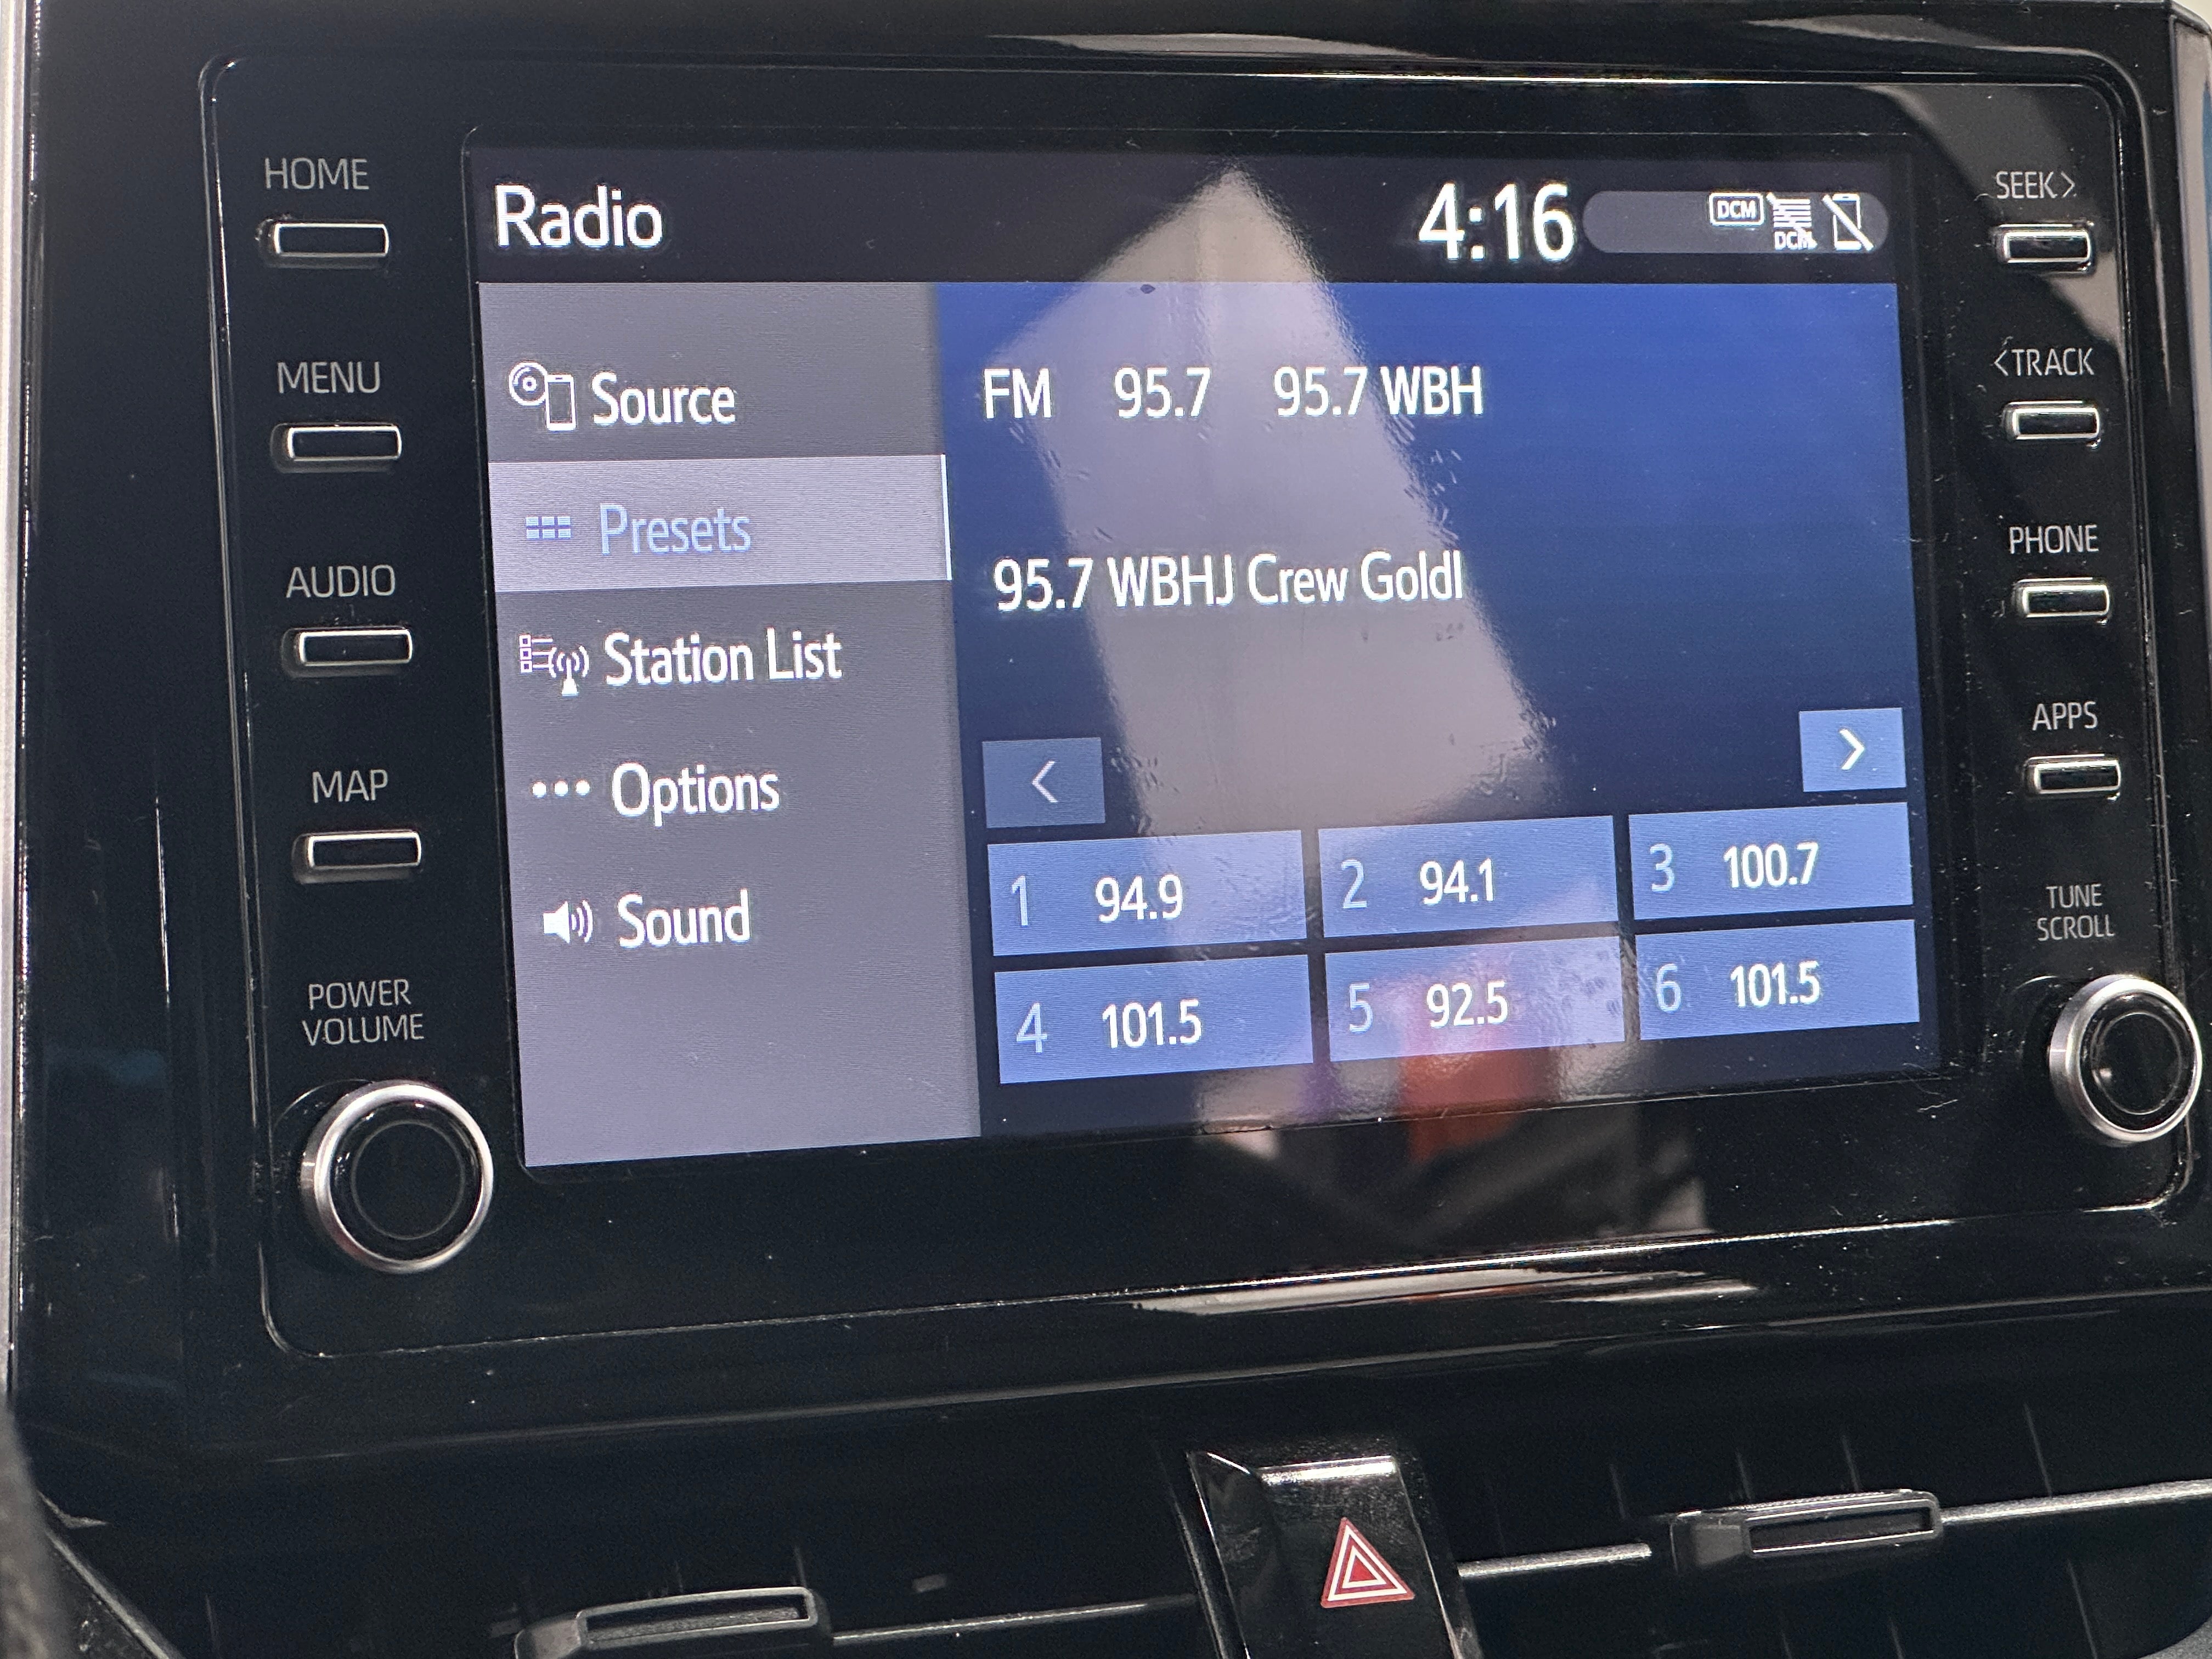 HOME
MENU
AUDIO
MAP
POWER
VOLUME
Radio
4:16
DCM
DCM
Source
Presets
Station List
Options
Sound
FM 95.7 95.7 WBH
95.7 WBHJ Crew Goldl
<
>
1 94.9
2 94.1
3 100.7
4 101.5
5 92.5
6 101.5
SEEK>
<TRACK
PHONE
APPS
TUNE
SCROLL